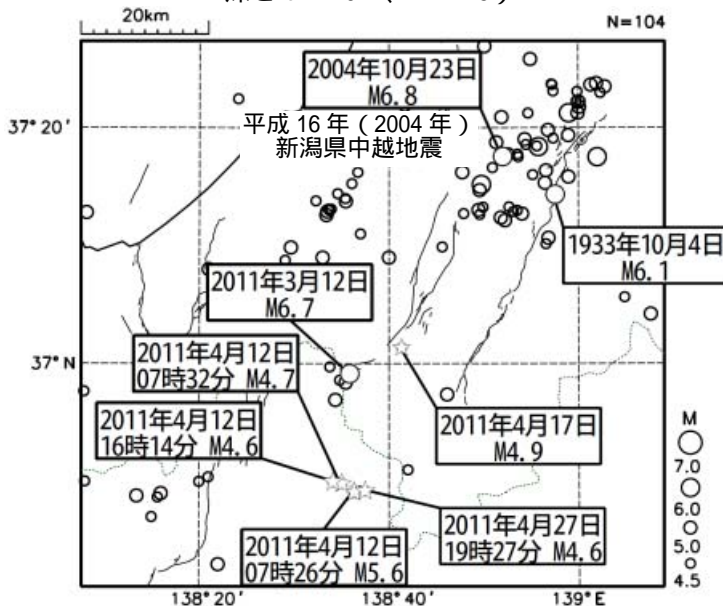 20km
N=104
2004年10月23日
M6.8
37°20'
平成16年(2004年)
新潟県中越地震
1933年10月4日
M6.1
2011年3月12日
M6.7
2011年4月12日
07時32分 M4.7
37°N
2011年4月12日
16時14分 M4.6
2011年4月17日
M4.9
2011年4月27日
19時27分 M4.6
2011年4月12日
07時26分 M5.6
M
7.0
6.0
5.0
4.5
138°20'
138°40'
139°E